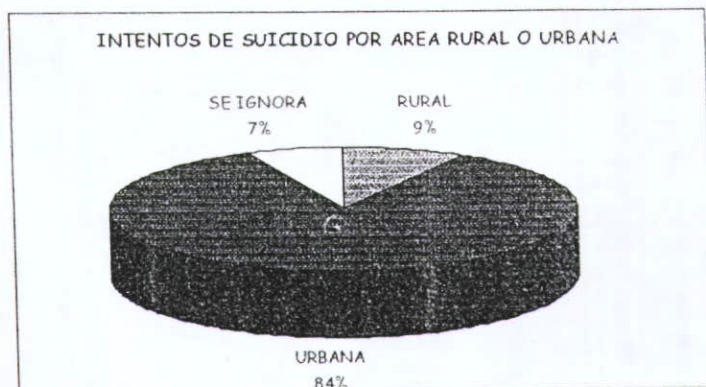 INTENTOS DE SUICIDIO POR AREA RURAL O URBANA
SE IGNORA
7%
RURAL
9%
URBANA
84%